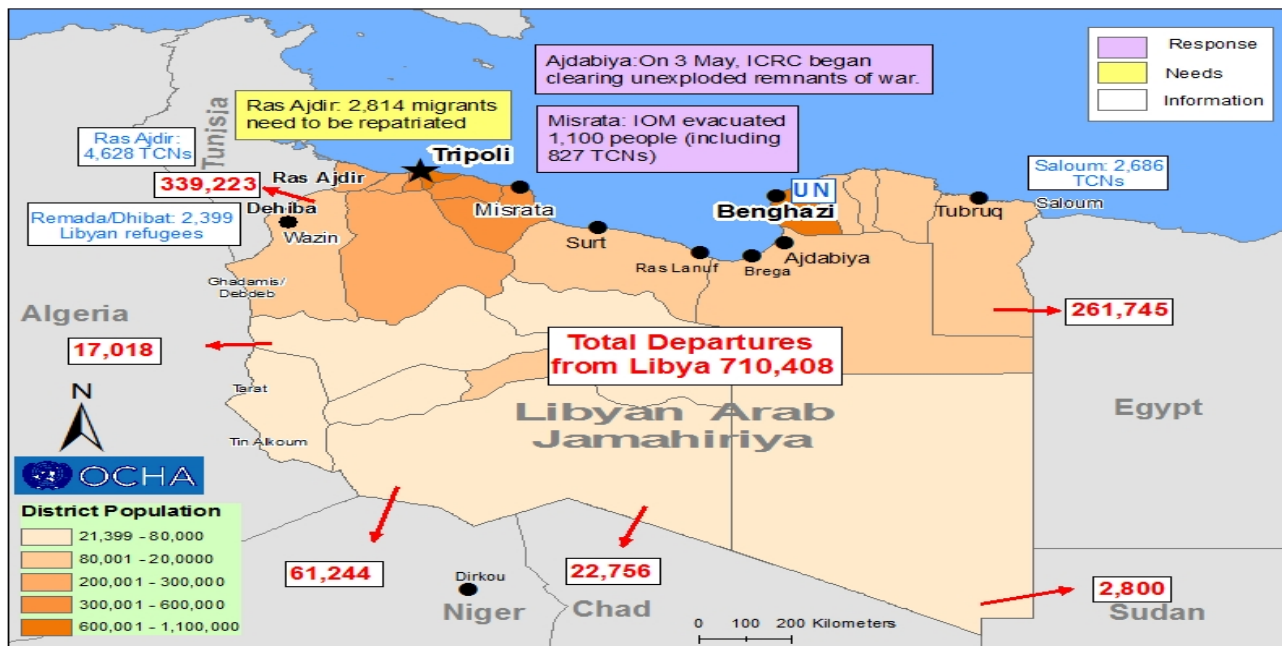 Ajdabiya:On 3 May, ICRC began
clearing unexploded remnants of war.
Response
Needs
Information
Ras Ajdir: 2,814 migrants
need to be repatriated
Misrata: IOM evacuated
1,100 people (including
827 TCNs)
Tunisia
Ras Ajdir:
4,628 TCNs
Tripoli
Ras Ajdir
339,223
Saloum: 2,686
TCNs
UN
Dehiba
Wazin
Remada/Dhibat: 2,399
Libyan refugees
Misrata
Benghazi
Tubruq
Saloum
Surt
Ras Lanuf
Brega
Ajdabiya
Ghadamis/
Debdeb
Algeria
17,018
261,745
Total Departures
from Libya 710,408
Tarat
N
Libyan Arab
Jamahiriya
Egypt
Tin Alkoum
OCHA
District Population
21,399 - 80,000
80,001 - 20,0000
200,001 - 300,000
300,001 - 600,000
600,001 - 1,100,000
61,244
22,756
2,800
Dirkou
Niger
Chad
Sudan
0 100 200 Kilometers